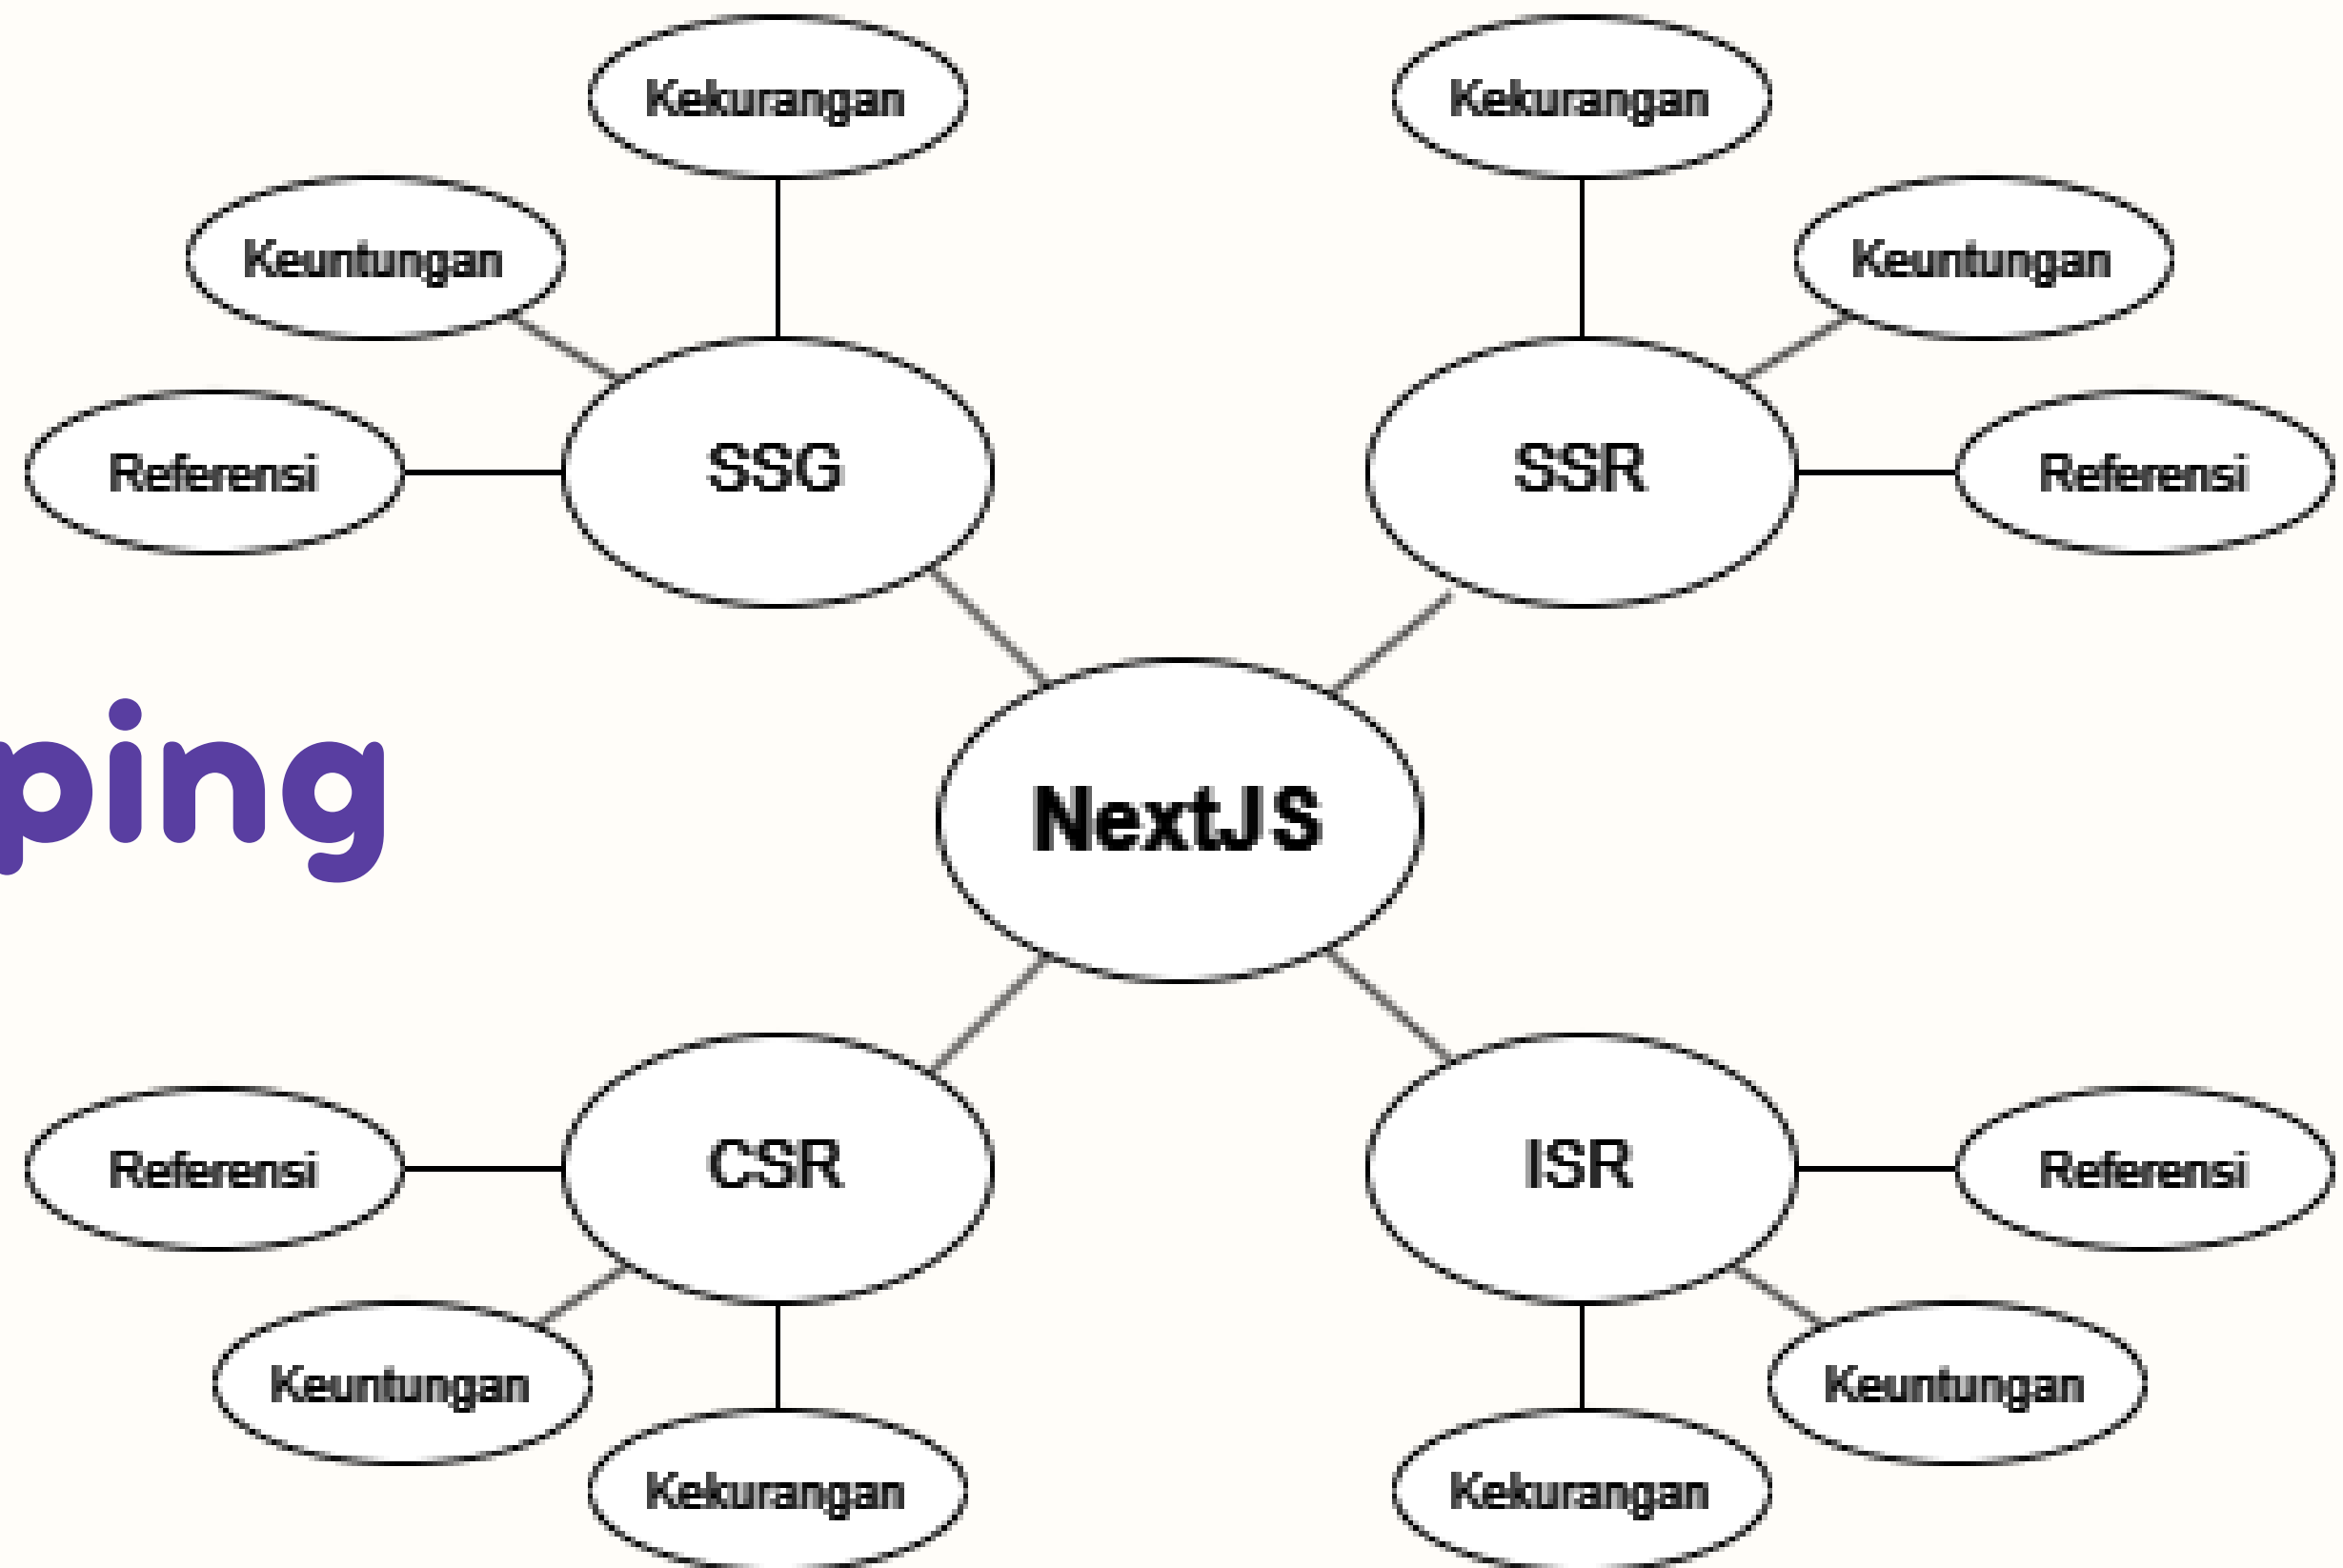 Kekurangan
Kekurangan
Keuntungan
Keuntungan
Referensi
SSG
SSR
Referensi
ping
NextJS
Referensi
CSR
ISR
Referensi
Keuntungan
Keuntungan
Kekurangan
Kekurangan